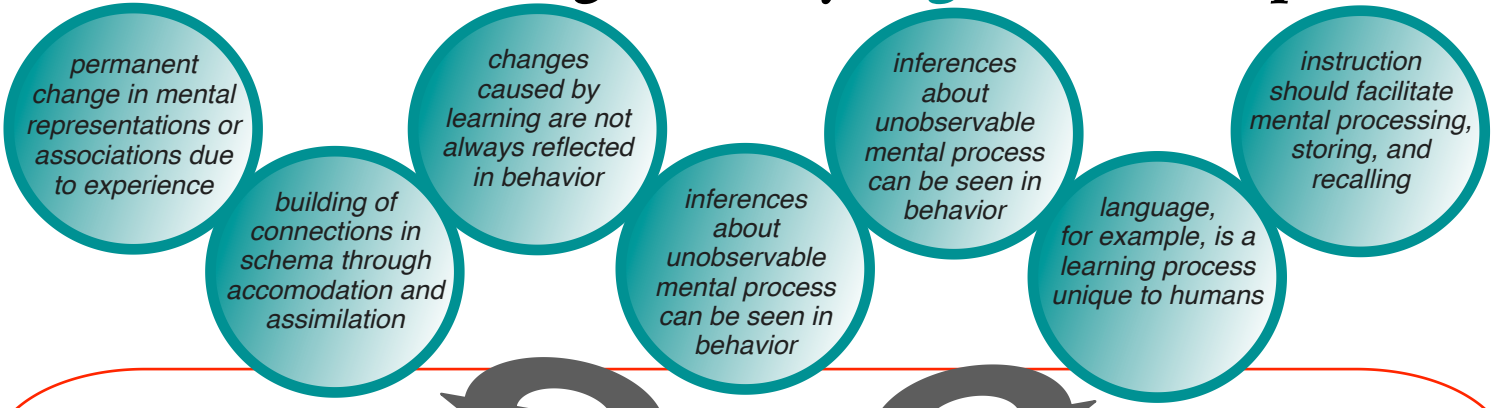 permanent
change in mental
representations or
associations due
to experience
building of
connections in
schema through
accomodation and
assimilation
changes
caused by
learning are not
always reflected
in behavior
inferences
about
unobservable
mental process
can be seen in
behavior
inferences
about
unobservable
mental process
can be seen in
behavior
language,
for example, is a
learning process
unique to humans
instruction
should facilitate
mental processing,
storing, and
recalling